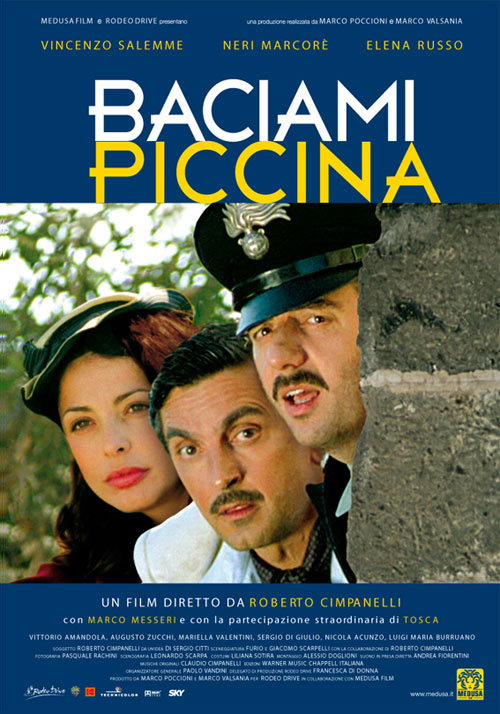 MEDUSA FILM E RODEO DRIVE presentano
una produzione realizzata da MARCO POCCIONI E MARCO VALSANIA
VINCENZO SALEMME NERI MARCORÈ ELENA RUSSO
BACIAMI
PICCINA
UN FILM DIRETTO DA ROBERTO CIMPANELLI
con MARCO MESSERI e con la partecipazione straordinaria di TOSCA
VITTORIO AMANDOLA, AUGUSTO ZUCCHI, MARIELLA VALENTINI, SERGIO DI GIULIO, NICOLA ACUNZO, LUIGI MARIA BURRUANO
SOGGETTO ROBERTO CIMPANELLI DA UN'IDEA DI SERGIO CITTI SCENEGGIATURA FURIO E GIACOMO SCARPELLI CON LA COLLABORAZIONE DI ROBERTO CIMPANELLI
FOTOGRAFIA PASQUALE RACHINI SCENOGRAFIA LEONARDO SCARPA COSTUMI LILIANA SOTIRA MONTAGGIO ALESSIO DOGLIONI SUONO IN PRESA DIRETTA ANDREA FIORENTINI
MUSICHE ORIGINALI CLAUDIO CIMPANELLI EDIZIONI WARNER MUSIC CHAPPELL ITALIANA
ORGANIZZATORE GENERALE PAOLO VANDINI DELEGATO DI PRODUZIONE RODEO DRIVE FRANCESCA DI DONNA
PRODOTTO DA MARCO POCCIONI E MARCO VALSANIA PER RODEO DRIVE IN COLLABORAZIONE CON MEDUSA FILM
Rodeo Drive
TECHNICOLOR
SKY
www.medusa.it
MEDUSA